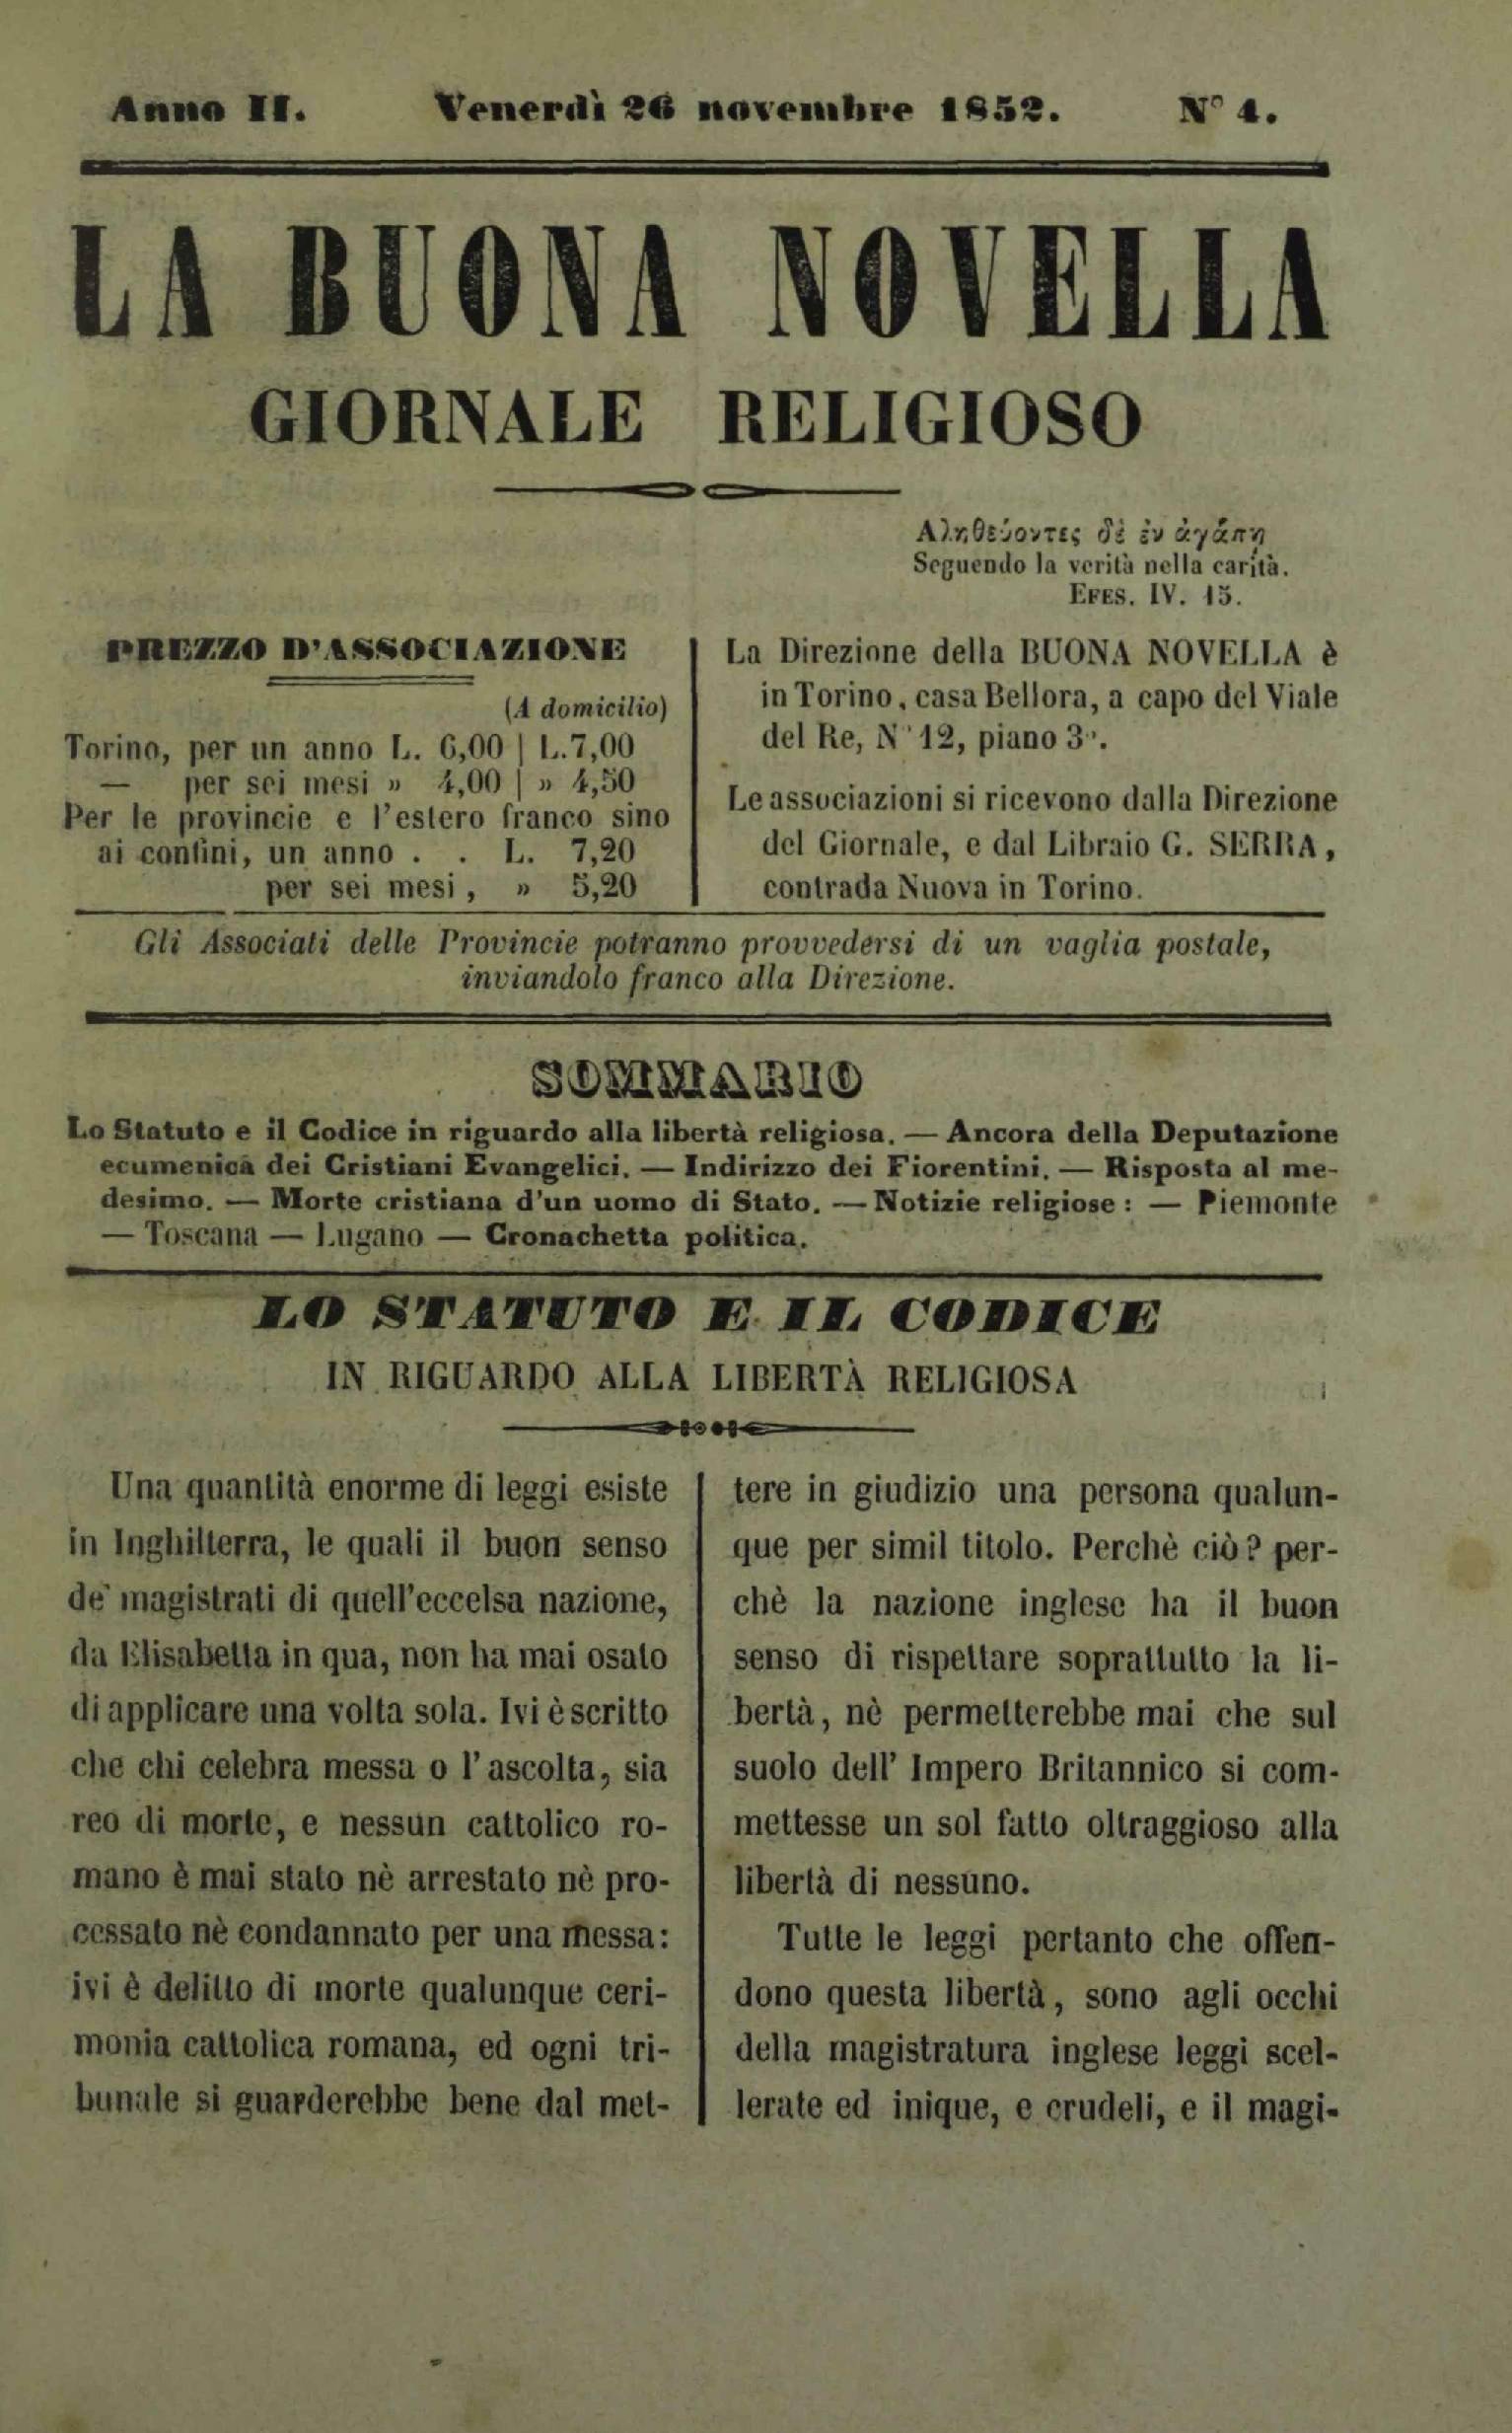 Anno II. Venerdì 26 novembre 1852. N° 4.
LA BUONA NOVELLA
GIORNALE RELIGIOSO
Αληθεύοντες δὲ ἐν ἀγάπη
Seguendo la verità nella carità.
EFES. IV. 15.
PREZZO D'ASSOCIAZIONE
(A domicilio)
Torino, per un anno L. 6,00 | L. 7,00
— per sei mesi » 4,00 | » 4,50
Per le provincie e l'estero franco sino
ai confini, un anno . . L. 7,20
per sei mesi, » 5,20
La Direzione della BUONA NOVELLA è
in Torino, casa Bellora, a capo del Viale
del Re, N° 12, piano 3°.
Le associazioni si ricevono dalla Direzione
del Giornale, e dal Libraio G. SERRA,
contrada Nuova in Torino.
Gli Associati delle Provincie potranno provvedersi di un vaglia postale,
inviandolo franco alla Direzione.
SOMMARIO
Lo Statuto e il Codice in riguardo alla libertà religiosa. — Ancora della Deputazione
ecumenica dei Cristiani Evangelici. — Indirizzo dei Fiorentini. — Risposta al me-
desimo. — Morte cristiana d'un uomo di Stato. — Notizie religiose : — Piemonte
— Toscana — Lugano — Cronachetta politica.
LO STATUTO E IL CODICE
IN RIGUARDO ALLA LIBERTÀ RELIGIOSA
Una quantità enorme di leggi esiste
in Inghilterra, le quali il buon senso
de' magistrati di quell'eccelsa nazione,
da Elisabetta in qua, non ha mai osato
di applicare una volta sola. Ivi è scritto
che chi celebra messa o l'ascolta, sia
reo di morte, e nessun cattolico ro-
mano è mai stato nè arrestato nè pro-
cessato nè condannato per una messa:
ivi è delitto di morte qualunque ceri-
monia cattolica romana, ed ogni tri-
bunale si guarderebbe bene dal met-
tere in giudizio una persona qualun-
que per simil titolo. Perchè ciò? per-
chè la nazione inglese ha il buon
senso di rispettare soprattutto la li-
bertà, nè permetterebbe mai che sul
suolo dell' Impero Britannico si com-
mettesse un sol fatto oltraggioso alla
libertà di nessuno.
Tutte le leggi pertanto che offen-
dono questa libertà, sono agli occhi
della magistratura inglese leggi scel-
lerate ed inique, e crudeli, e il magi-